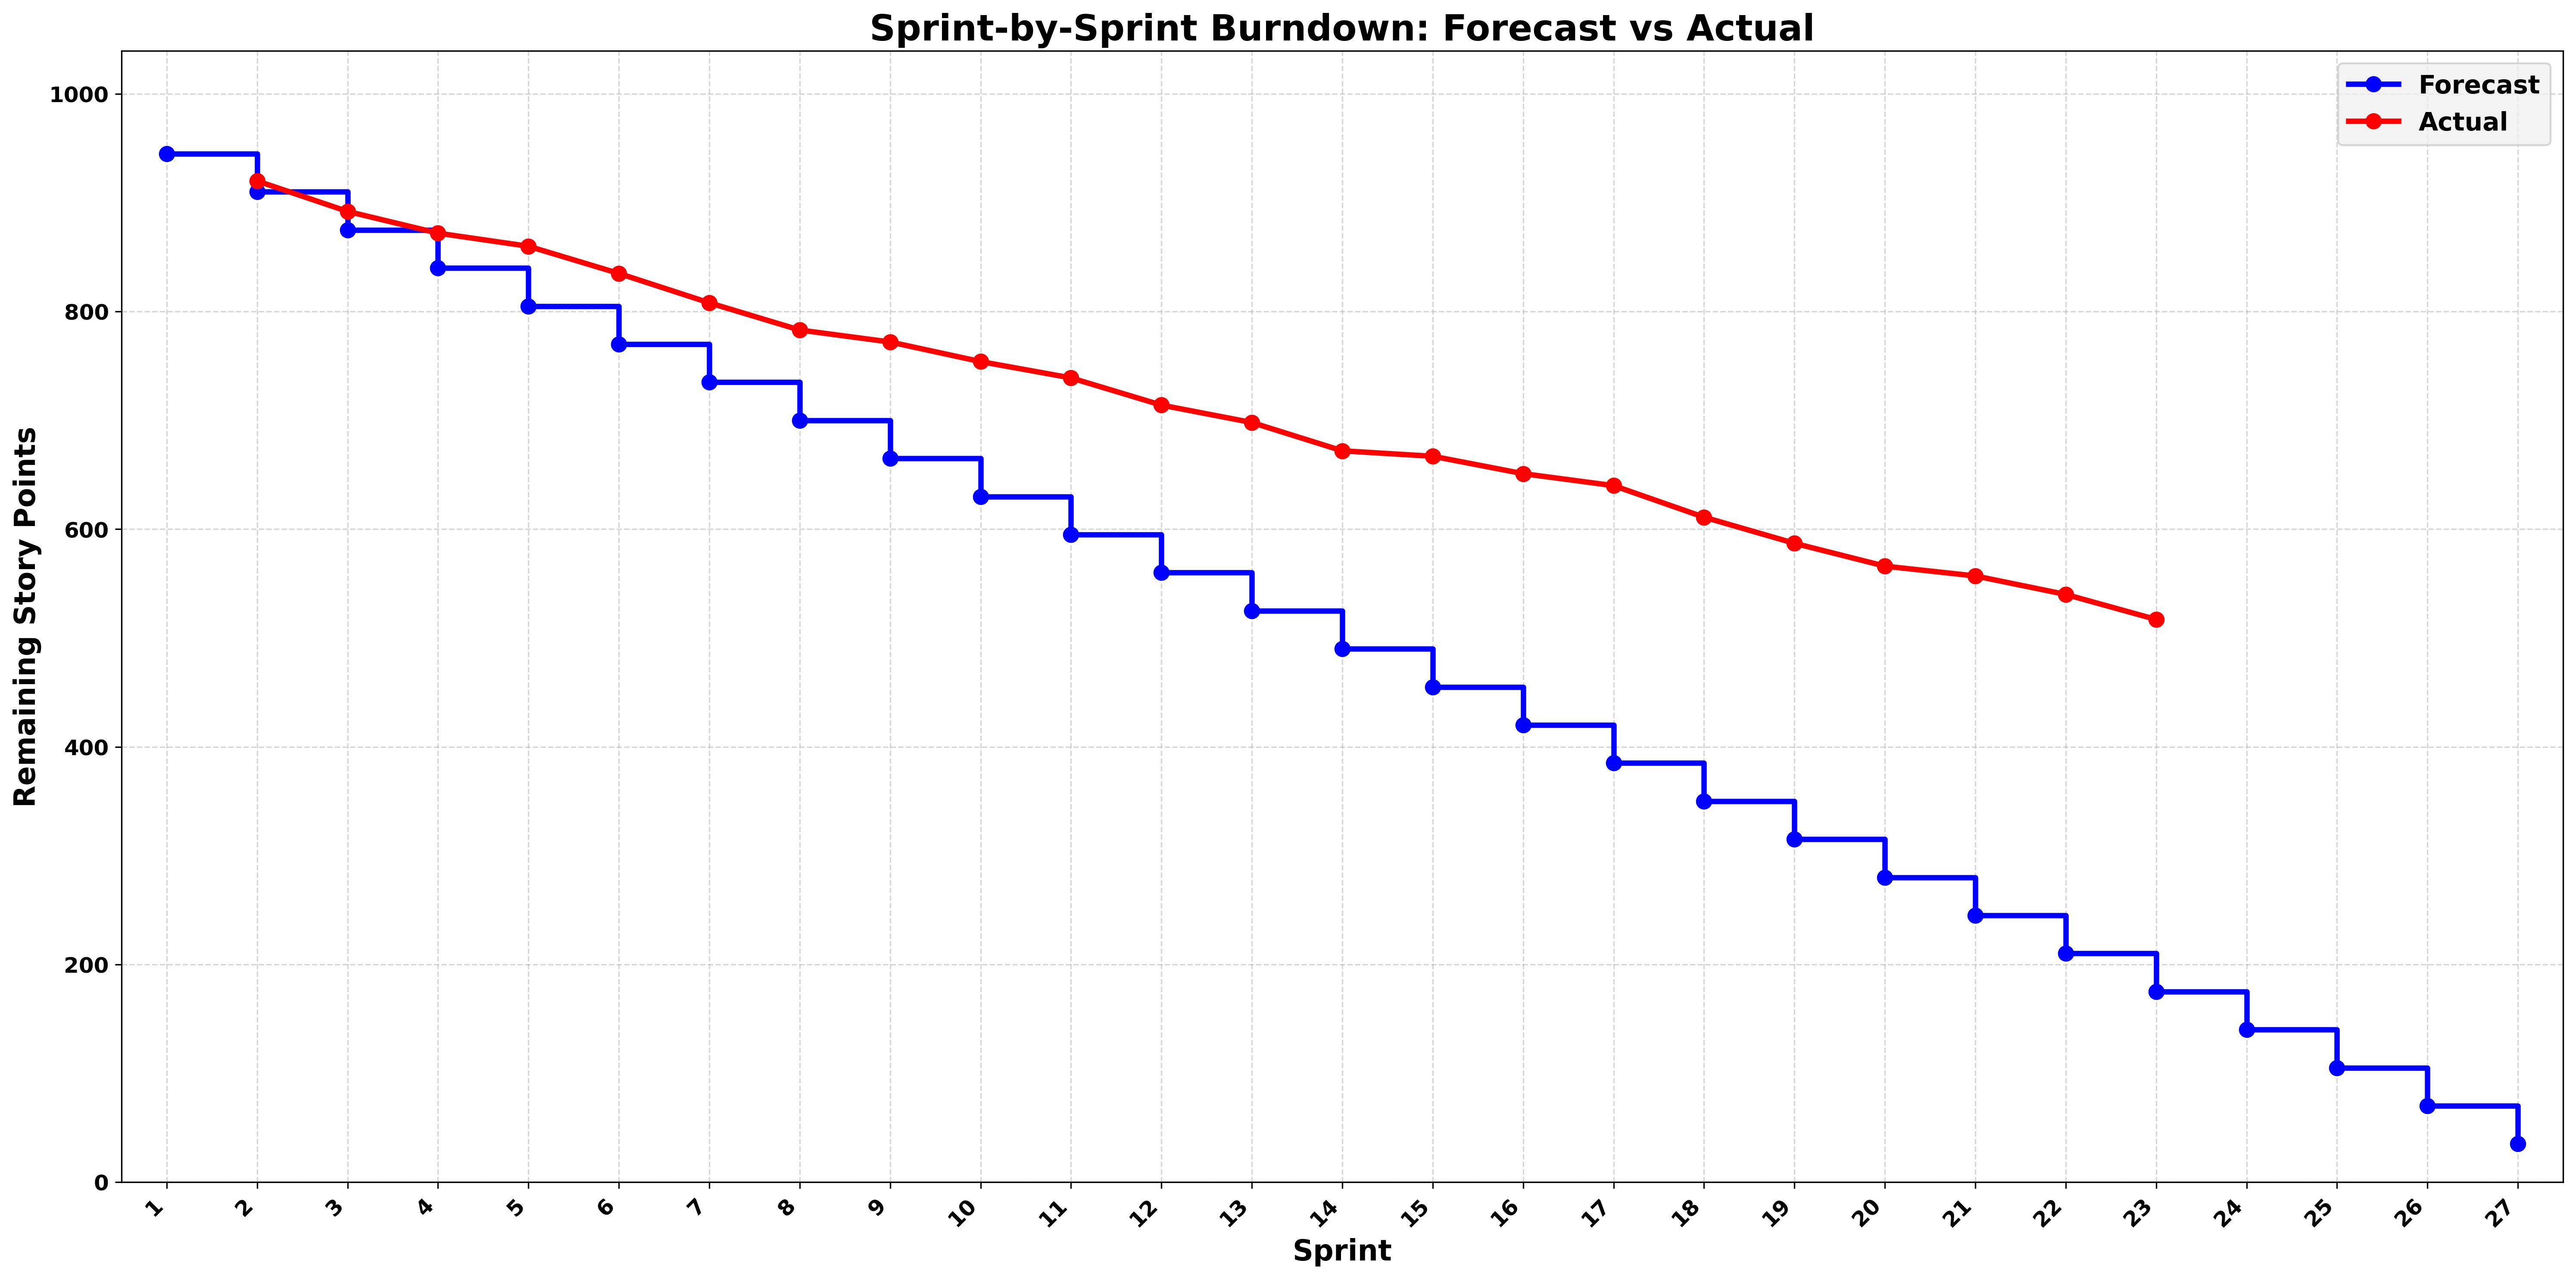 Sprint-by-Sprint Burndown: Forecast vs Actual
Forecast
Actual
Remaining Story Points
1000
800
600
400
200
0
1 2 3 4 5 6 7 8 9 10 11 12 13 14 15 16 17 18 19 20 21 22 23 24 25 26 27
Sprint